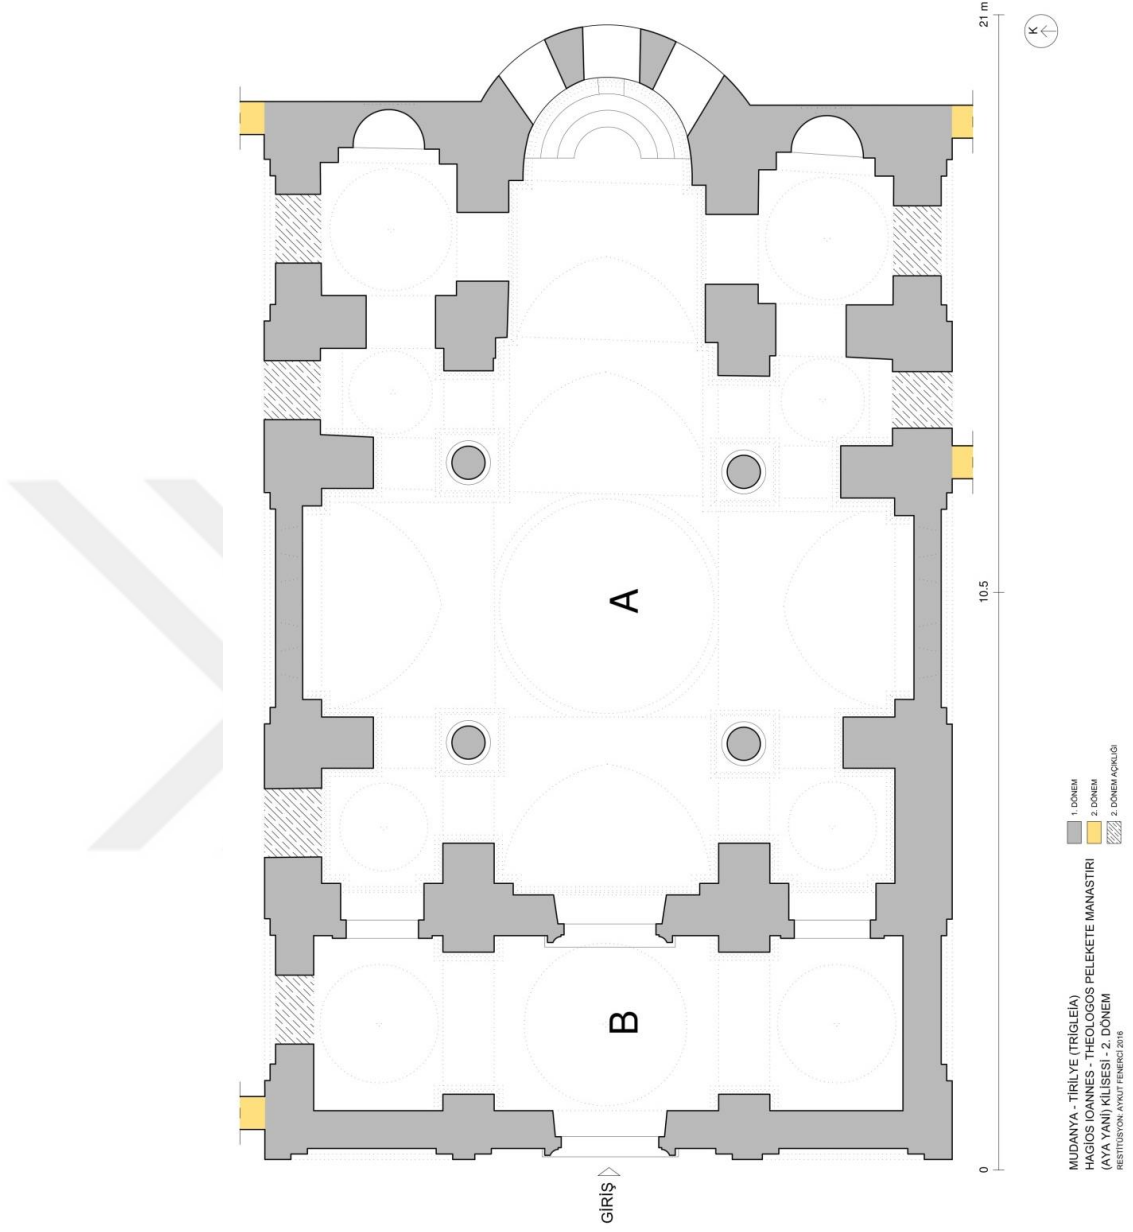 A
B
GİRİŞ
0
10.5
21 m
K
MUDANYA - TİRİLYE (TRİGLEİA)
HAGİOS IOANNES - THEOLOGOS PELEKETE MANASTIRI
(AYA YANİ) KİLİSESİ - 2. DÖNEM
RESTİTÜSYON: AYKUT FENERCİ 2016
1. DÖNEM
2. DÖNEM
2. DÖNEM AÇIKLIĞI